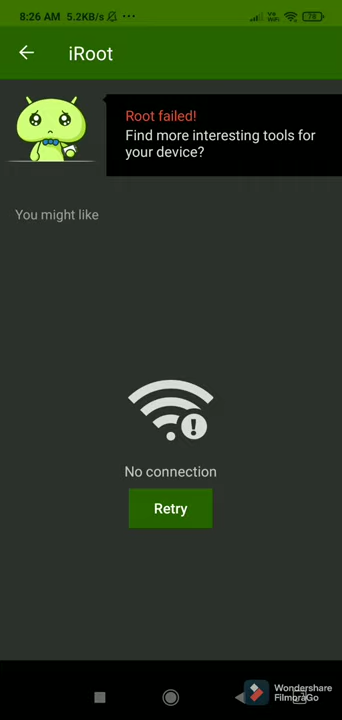 8:26 AM 5.2KB/s
78
iRoot
Root failed!
Find more interesting tools for
your device?
You might like
No connection
Retry
Wondershare
FilmoraGo